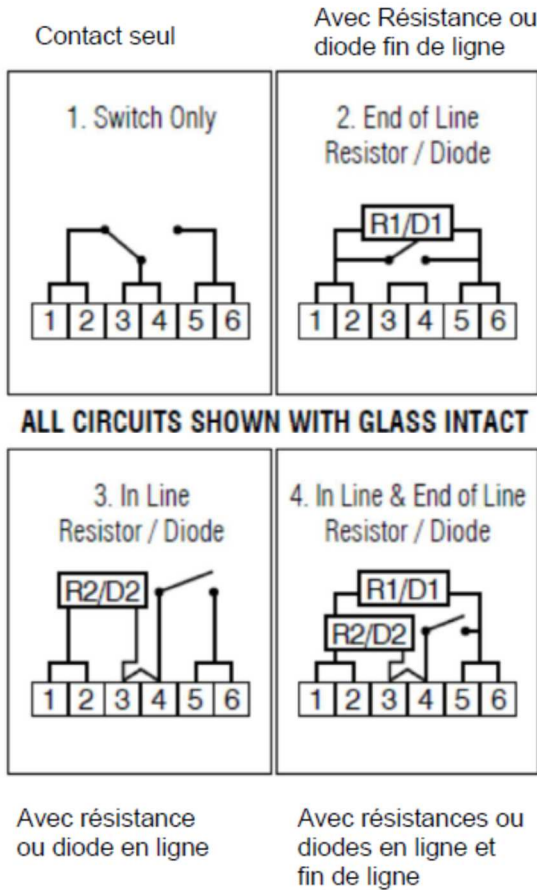 Contact seul
Avec Résistance ou
diode fin de ligne
1. Switch Only
1 2 3 4 5 6
2. End of Line
Resistor / Diode
R1/D1
1 2 3 4 5 6
ALL CIRCUITS SHOWN WITH GLASS INTACT
3. In Line
Resistor / Diode
R2/D2
1 2 3 4 5 6
4. In Line & End of Line
Resistor / Diode
R1/D1
R2/D2
1 2 3 4 5 6
Avec résistance
ou diode en ligne
Avec résistances ou
diodes en ligne et
fin de ligne